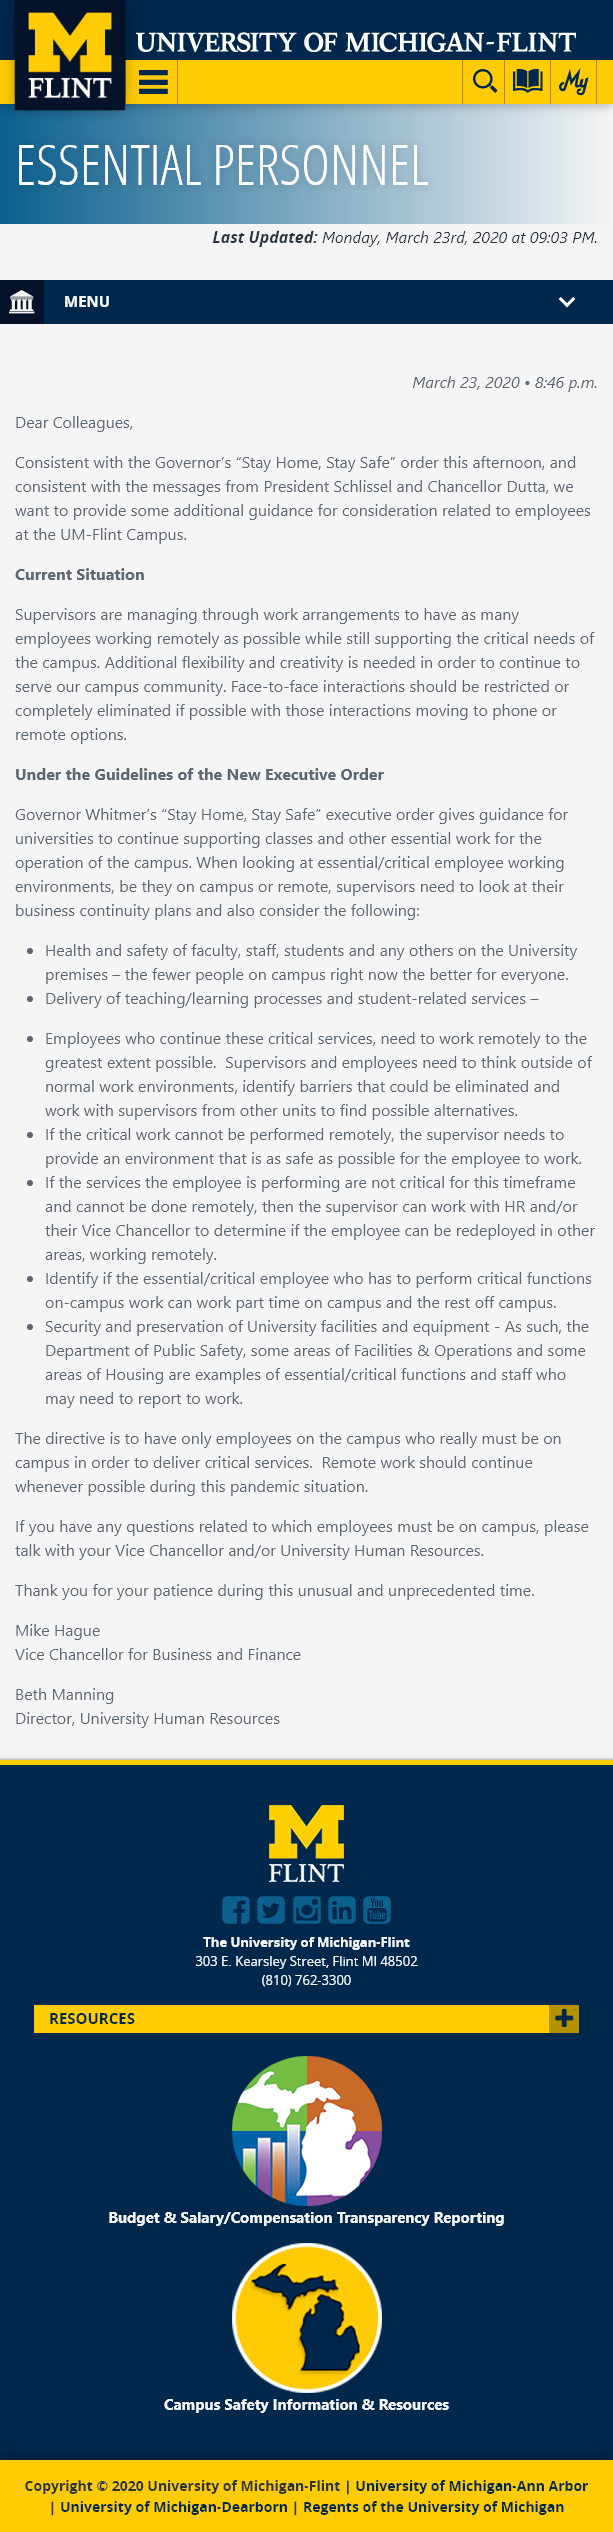 M
FLINT
UNIVERSITY OF MICHIGAN-FLINT
My
ESSENTIAL PERSONNEL
Last Updated: Monday, March 23rd, 2020 at 09:03 PM.
MENU
March 23, 2020 • 8:46 p.m.
Dear Colleagues,
Consistent with the Governor's “Stay Home, Stay Safe” order this afternoon, and
consistent with the messages from President Schlissel and Chancellor Dutta, we
want to provide some additional guidance for consideration related to employees
at the UM-Flint Campus.
Current Situation
Supervisors are managing through work arrangements to have as many
employees working remotely as possible while still supporting the critical needs of
the campus. Additional flexibility and creativity is needed in order to continue to
serve our campus community. Face-to-face interactions should be restricted or
completely eliminated if possible with those interactions moving to phone or
remote options.
Under the Guidelines of the New Executive Order
Governor Whitmer's “Stay Home, Stay Safe” executive order gives guidance for
universities to continue supporting classes and other essential work for the
operation of the campus. When looking at essential/critical employee working
environments, be they on campus or remote, supervisors need to look at their
business continuity plans and also consider the following:
• Health and safety of faculty, staff, students and any others on the University
premises – the fewer people on campus right now the better for everyone.
• Delivery of teaching/learning processes and student-related services –
• Employees who continue these critical services, need to work remotely to the
greatest extent possible.  Supervisors and employees need to think outside of
normal work environments, identify barriers that could be eliminated and
work with supervisors from other units to find possible alternatives.
• If the critical work cannot be performed remotely, the supervisor needs to
provide an environment that is as safe as possible for the employee to work.
• If the services the employee is performing are not critical for this timeframe
and cannot be done remotely, then the supervisor can work with HR and/or
their Vice Chancellor to determine if the employee can be redeployed in other
areas, working remotely.
• Identify if the essential/critical employee who has to perform critical functions
on-campus work can work part time on campus and the rest off campus.
• Security and preservation of University facilities and equipment - As such, the
Department of Public Safety, some areas of Facilities & Operations and some
areas of Housing are examples of essential/critical functions and staff who
may need to report to work.
The directive is to have only employees on the campus who really must be on
campus in order to deliver critical services.  Remote work should continue
whenever possible during this pandemic situation.
If you have any questions related to which employees must be on campus, please
talk with your Vice Chancellor and/or University Human Resources.
Thank you for your patience during this unusual and unprecedented time.
Mike Hague
Vice Chancellor for Business and Finance
Beth Manning
Director, University Human Resources
M
FLINT
You
Tube
The University of Michigan-Flint
303 E. Kearsley Street, Flint MI 48502
(810) 762-3300
RESOURCES
Budget & Salary/Compensation Transparency Reporting
Campus Safety Information & Resources
Copyright © 2020 University of Michigan-Flint | University of Michigan-Ann Arbor
| University of Michigan-Dearborn | Regents of the University of Michigan